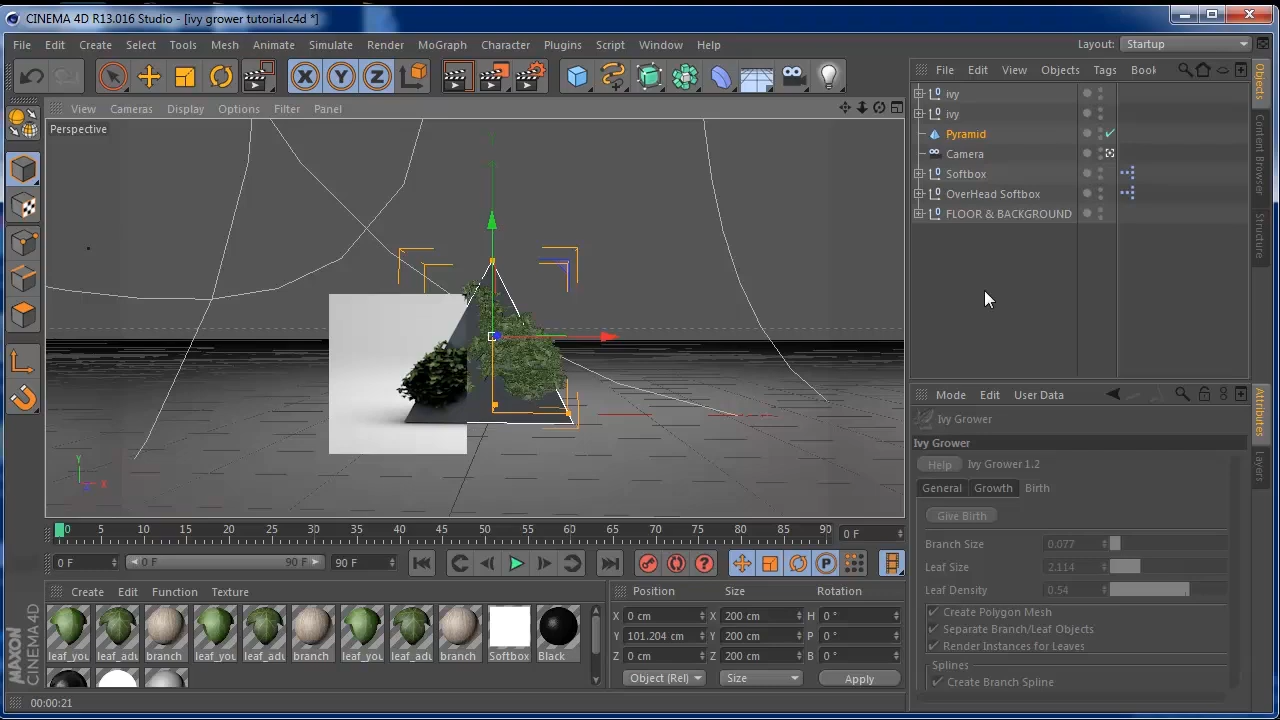 CINEMA 4D R13.016 Studio - [ivy grower tutorial.c4d *]
File Edit Create Select Tools Mesh Animate Simulate Render MoGraph Character Plugins Script Window Help
Layout: Startup
File Edit View Objects Tags Book
View Cameras Display Options Filter Panel
Perspective
ivy
ivy
Pyramid
Camera
Softbox
OverHead Softbox
FLOOR & BACKGROUND
Objects
Content Browser
Structure
Mode Edit User Data
Ivy Grower
Ivy Grower
Help Ivy Grower 1.2
General Growth Birth
Give Birth
Branch Size 0.077
Leaf Size 2.114
Leaf Density 0.54
Create Polygon Mesh
Separate Branch/Leaf Objects
Render Instances for Leaves
Splines
Create Branch Spline
Attributes
Layers
Y
X
0 5 10 15 20 25 30 35 40 45 50 55 60 65 70 75 80 85 90 0 F
0 F 0 F 90 F 90 F
Create Edit Function Texture
leaf_you leaf_adu branch leaf_you leaf_adu branch leaf_you leaf_adu branch Softbox Black
Position Size Rotation
X 0 cm X 200 cm H 0 °
Y 101.204 cm Y 200 cm P 0 °
Z 0 cm Z 200 cm B 0 °
Object (Rel) Size Apply
MAXON
CINEMA4D
00:00:21